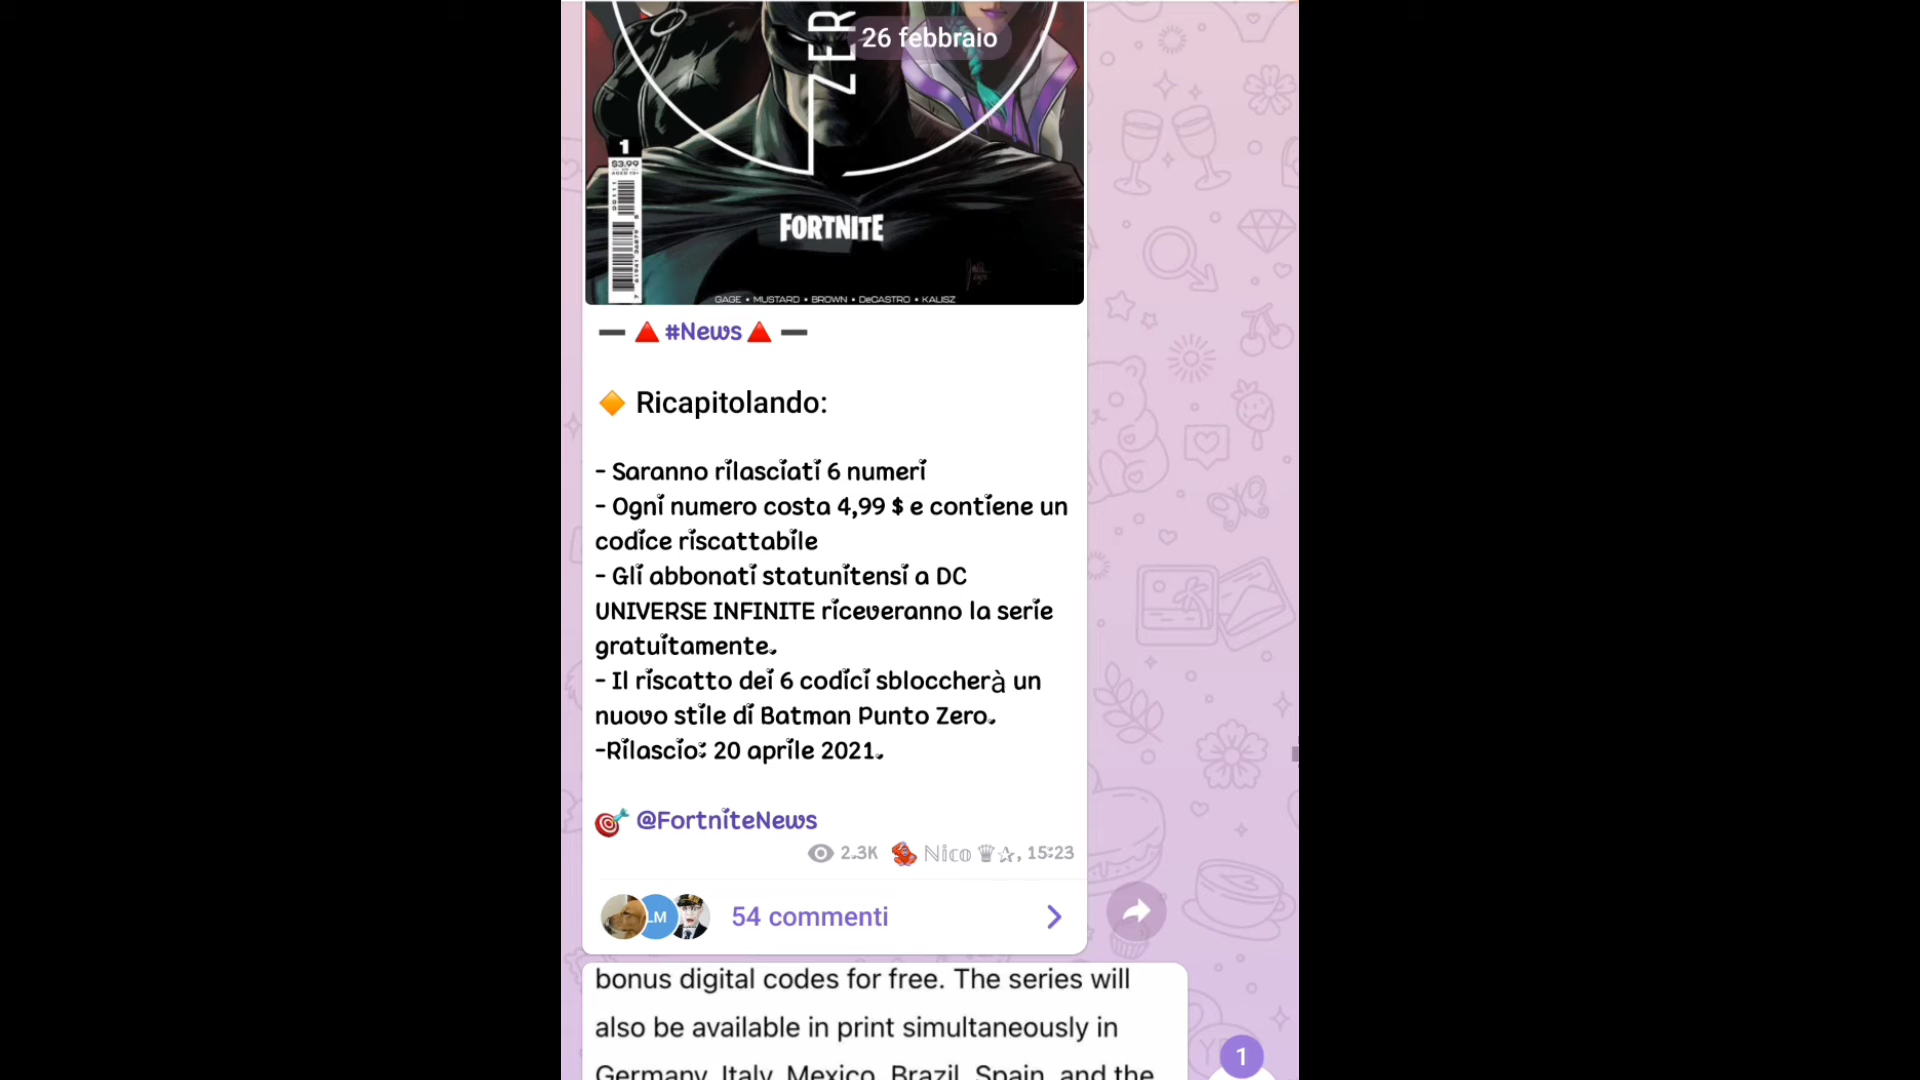 ZER
26 febbraio
1
$3.99
FORTNITE
GAGE • MUSTARD • BROWN • DeCASTRO • KALISZ
#News
Ricapitolando:
- Saranno rilasciati 6 numeri
- Ogni numero costa 4,99 $ e contiene un
codice riscattabile
- Gli abbonati statunitensi a DC
UNIVERSE INFINITE riceveranno la serie
gratuitamente.
- Il riscatto dei 6 codici sbloccherà un
nuovo stile di Batman Punto Zero.
-Rilascio: 20 aprile 2021.
@FortniteNews
2.3K Nico ♕☆, 15:23
LM 54 commenti
bonus digital codes for free. The series will
also be available in print simultaneously in
Germany, Italy, Mexico, Brazil, Spain, and the
1